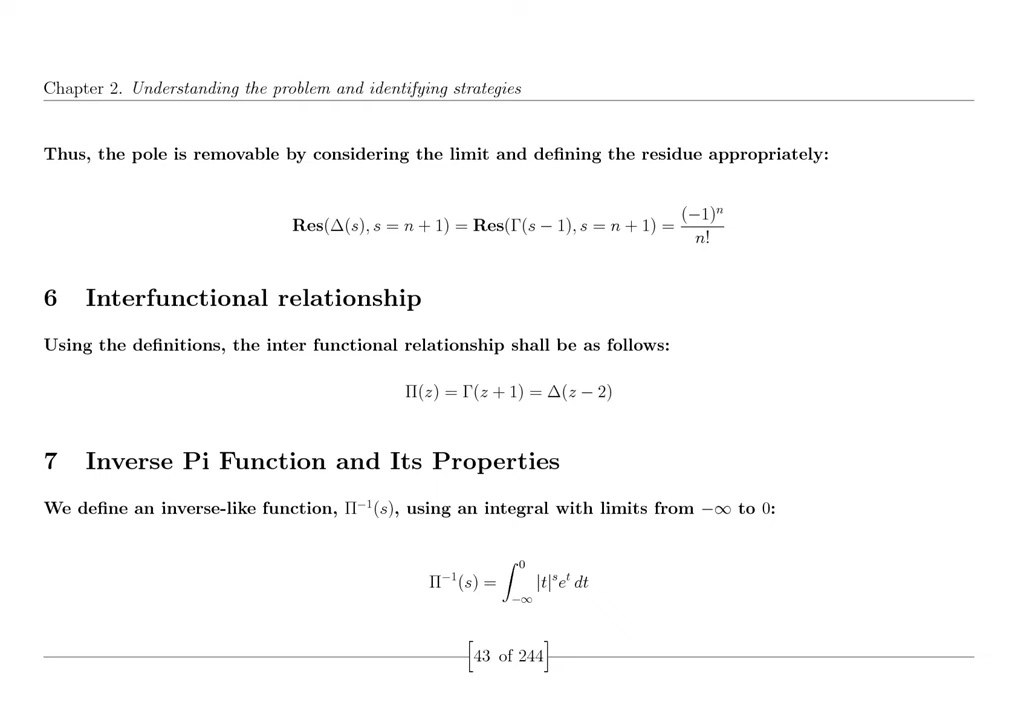 Chapter 2. Understanding the problem and identifying strategies
Thus, the pole is removable by considering the limit and defining the residue appropriately:
Res(Δ(s), s = n + 1) = Res(Γ(s − 1), s = n + 1) = (−1)ⁿ / n!
6 Interfunctional relationship
Using the definitions, the inter functional relationship shall be as follows:
Π(z) = Γ(z + 1) = Δ(z − 2)
7 Inverse Pi Function and Its Properties
We define an inverse-like function, Π⁻¹(s), using an integral with limits from −∞ to 0:
Π⁻¹(s) = ∫_{−∞}^{0} |t|ˢeᵗ dt
[43 of 244]